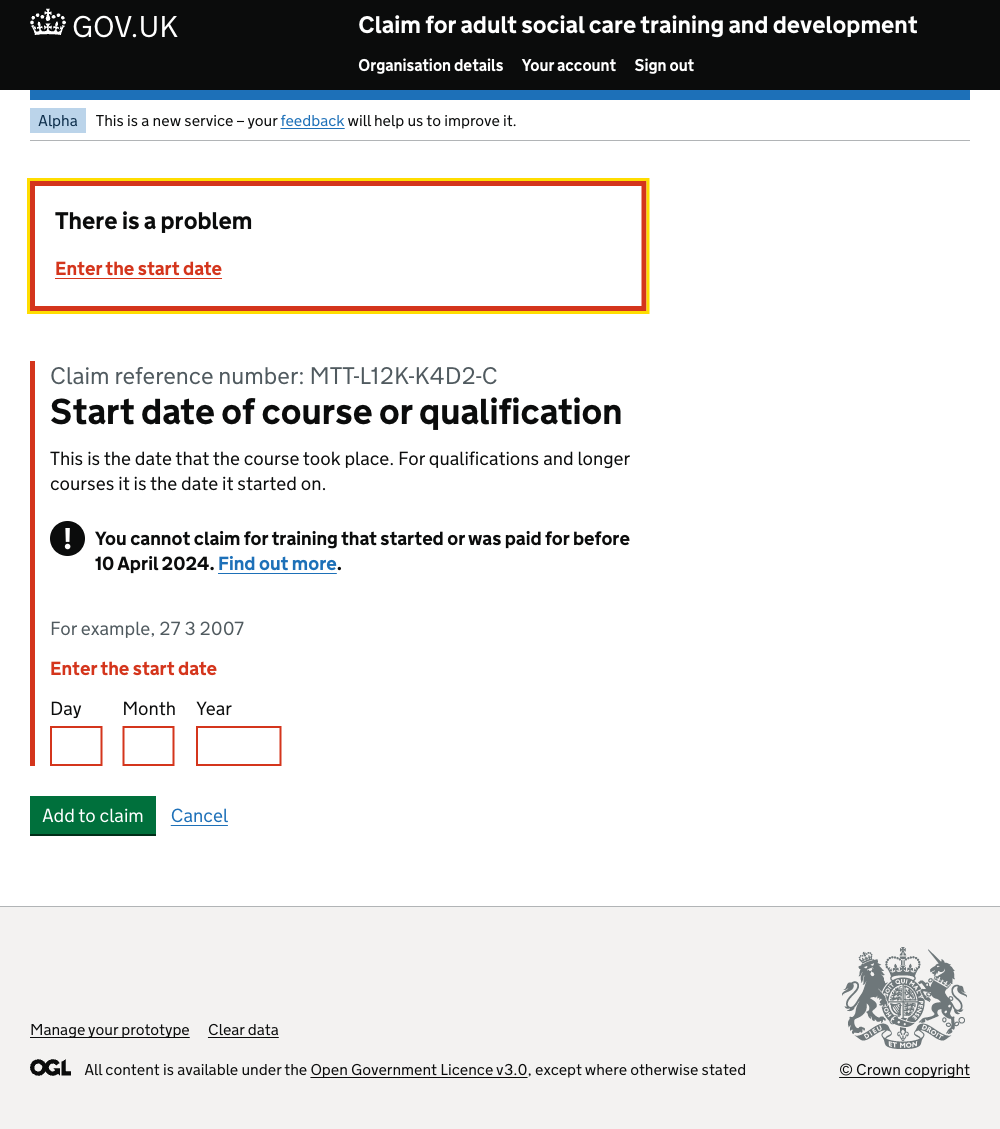 GOV.UK
Claim for adult social care training and development
Organisation details Your account Sign out
Alpha This is a new service – your feedback will help us to improve it.
There is a problem
Enter the start date
Claim reference number: MTT-L12K-K4D2-C
Start date of course or qualification
This is the date that the course took place. For qualifications and longer
courses it is the date it started on.
! You cannot claim for training that started or was paid for before
10 April 2024. Find out more.
For example, 27 3 2007
Enter the start date
Day Month Year
Add to claim Cancel
DIEU ET MON DROIT
Manage your prototype Clear data
OGL All content is available under the Open Government Licence v3.0, except where otherwise stated
© Crown copyright